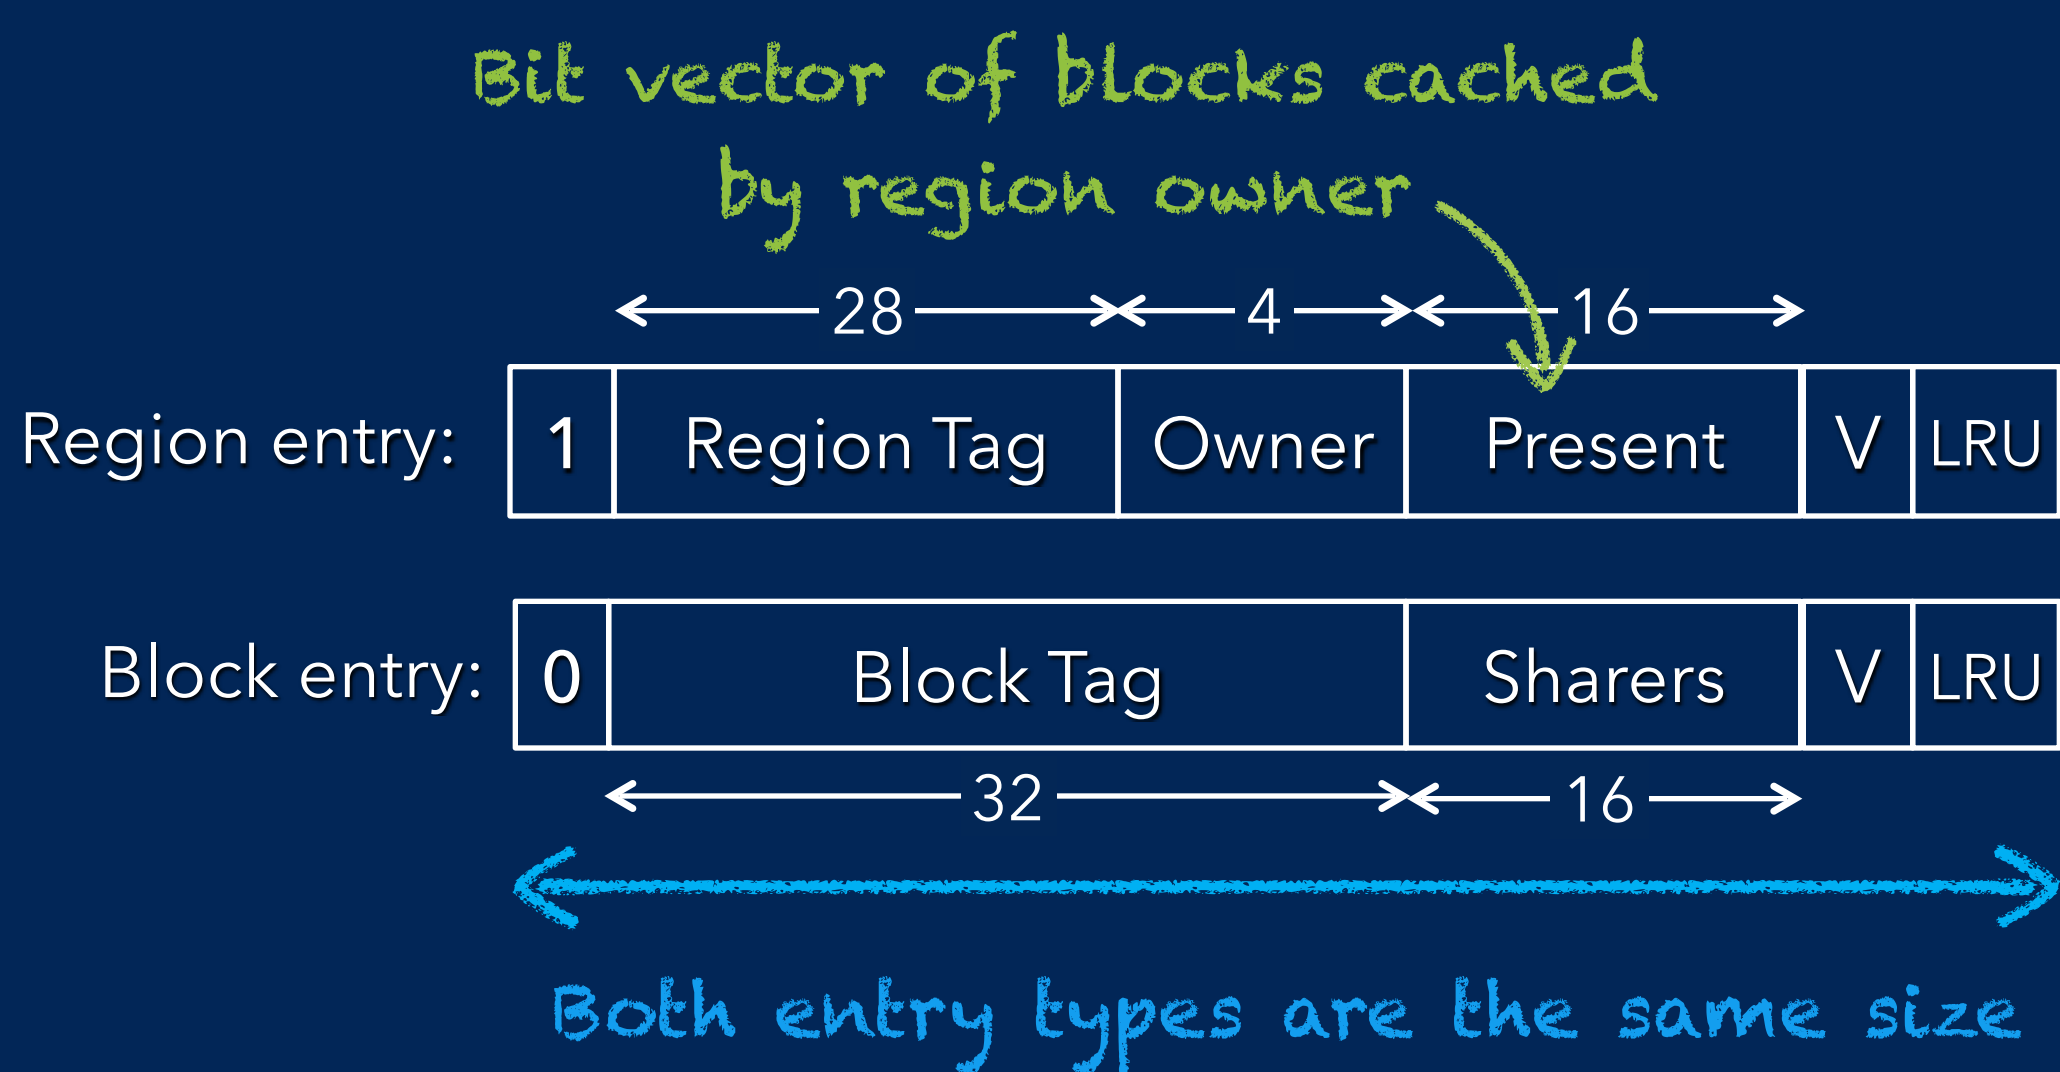 Bit vector of blocks cached
by region owner
28 4 16
Region entry: 1 Region Tag Owner Present V LRU
Block entry: 0 Block Tag Sharers V LRU
32 16
Both entry types are the same size